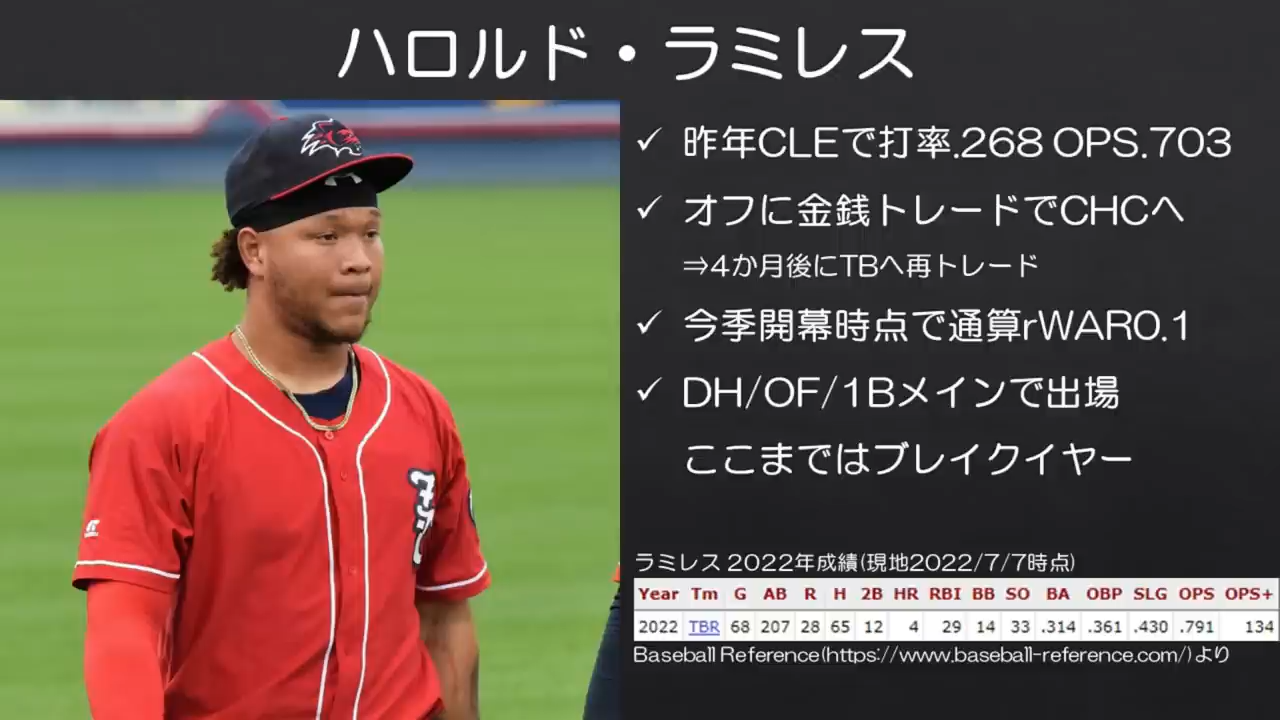 ハロルド・ラミレス
✓ 昨年CLEで打率.268 OPS.703
✓ オフに金銭トレードでCHCへ
⇒4か月後にTBへ再トレード
✓ 今季開幕時点で通算rWAR0.1
✓ DH/OF/1Bメインで出場
ここまではブレイクイヤー
ラミレス 2022年成績(現地2022/7/7時点)
Year Tm G AB R H 2B HR RBI BB SO BA OBP SLG OPS OPS+
2022 TBR 68 207 28 65 12 4 29 14 33 .314 .361 .430 .791 134
Baseball Reference(https://www.baseball-reference.com/)より